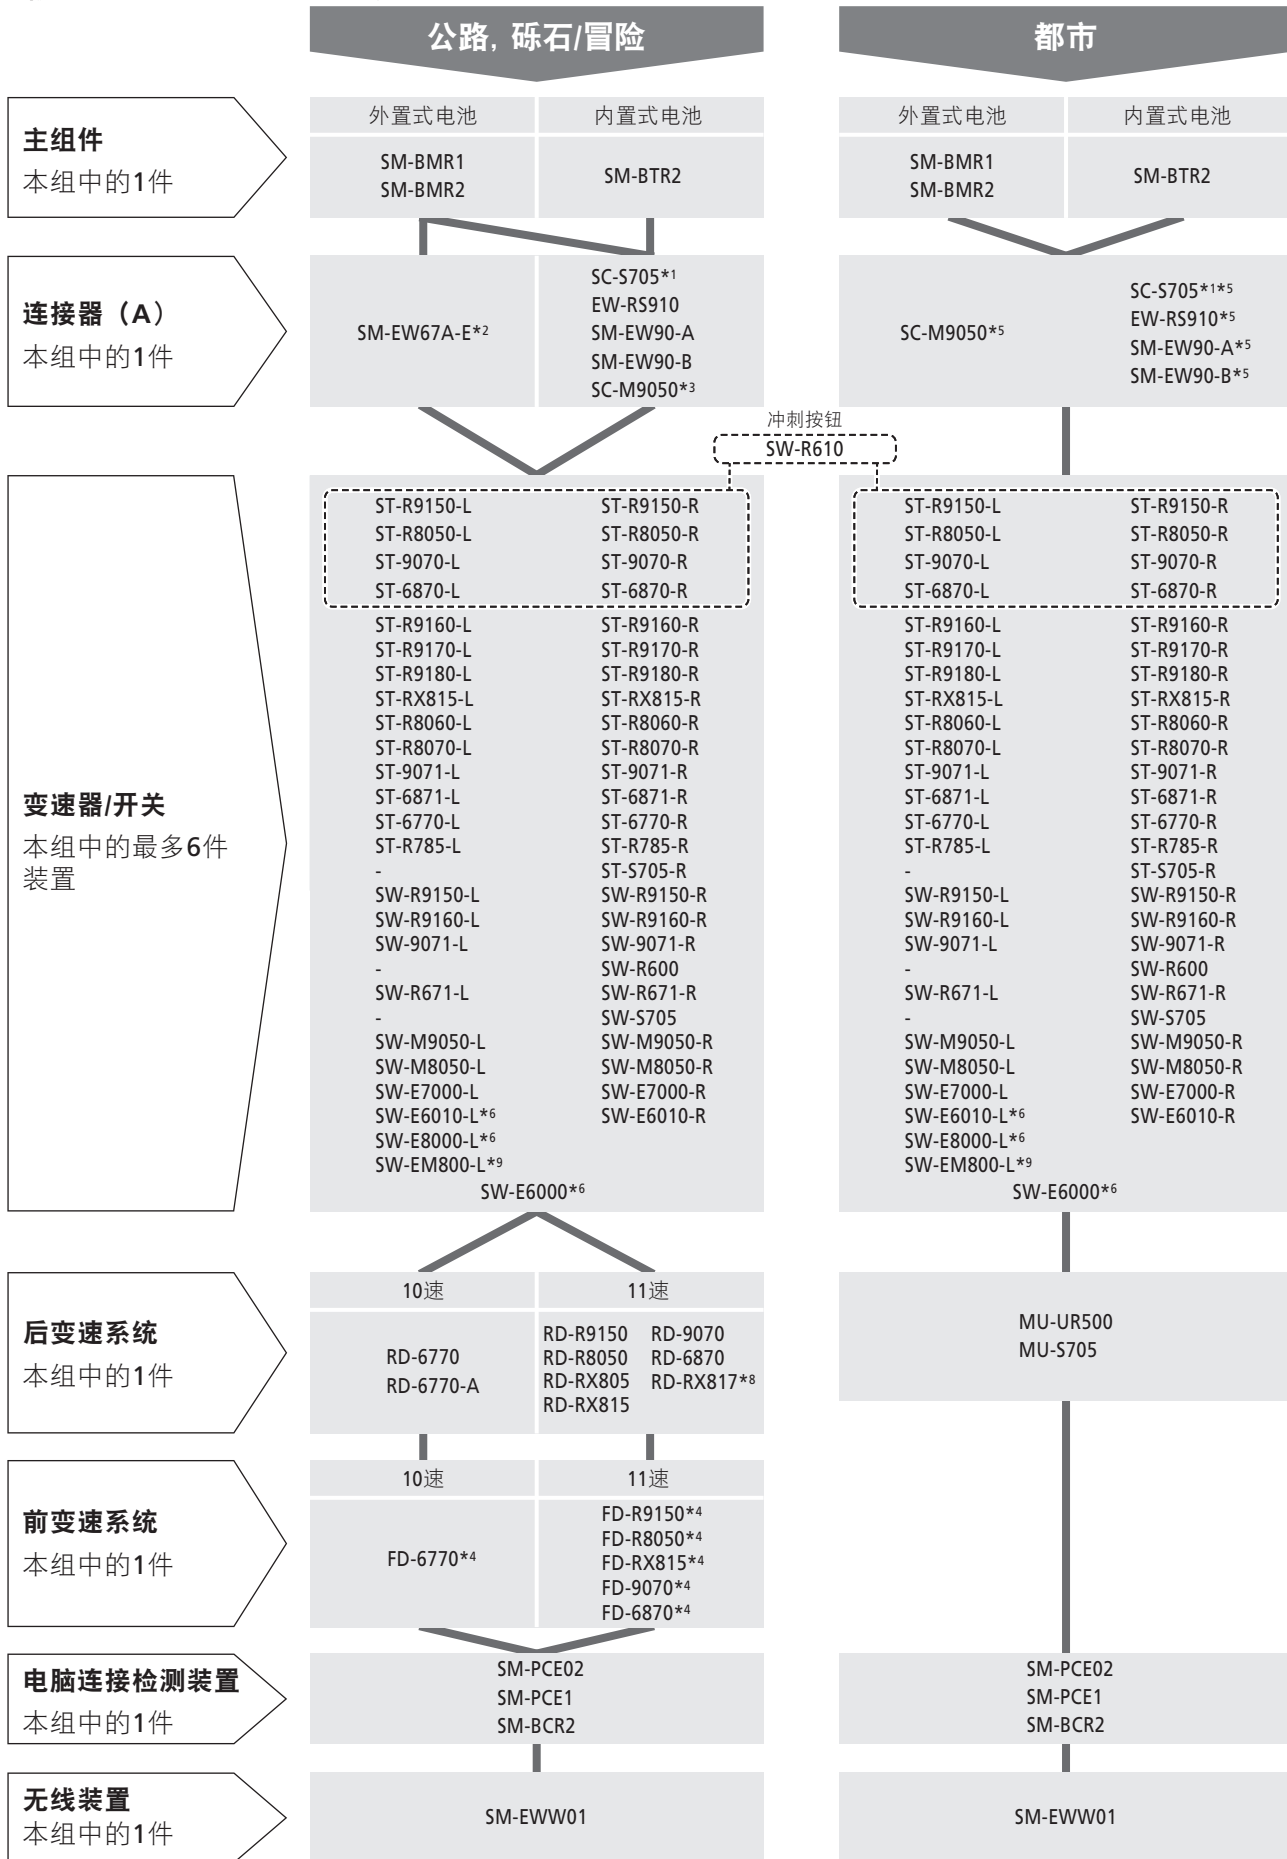 公路, 砾石/冒险
都市
主组件
本组中的1件
外置式电池
内置式电池
SM-BMR1
SM-BMR2
SM-BTR2
外置式电池
内置式电池
SM-BMR1
SM-BMR2
SM-BTR2
连接器（A）
本组中的1件
SM-EW67A-E*2
SC-S705*1
EW-RS910
SM-EW90-A
SM-EW90-B
SC-M9050*3
SC-M9050*5
SC-S705*1*5
EW-RS910*5
SM-EW90-A*5
SM-EW90-B*5
冲刺按钮
SW-R610
变速器/开关
本组中的最多6件
装置
ST-R9150-L ST-R9150-R
ST-R8050-L ST-R8050-R
ST-9070-L ST-9070-R
ST-6870-L ST-6870-R
ST-R9160-L ST-R9160-R
ST-R9170-L ST-R9170-R
ST-R9180-L ST-R9180-R
ST-RX815-L ST-RX815-R
ST-R8060-L ST-R8060-R
ST-R8070-L ST-R8070-R
ST-9071-L ST-9071-R
ST-6871-L ST-6871-R
ST-6770-L ST-6770-R
ST-R785-L ST-R785-R
- ST-S705-R
SW-R9150-L SW-R9150-R
SW-R9160-L SW-R9160-R
SW-9071-L SW-9071-R
- SW-R600
SW-R671-L SW-R671-R
- SW-S705
SW-M9050-L SW-M9050-R
SW-M8050-L SW-M8050-R
SW-E7000-L SW-E7000-R
SW-E6010-L*6 SW-E6010-R
SW-E8000-L*6
SW-EM800-L*9
SW-E6000*6
ST-R9150-L ST-R9150-R
ST-R8050-L ST-R8050-R
ST-9070-L ST-9070-R
ST-6870-L ST-6870-R
ST-R9160-L ST-R9160-R
ST-R9170-L ST-R9170-R
ST-R9180-L ST-R9180-R
ST-RX815-L ST-RX815-R
ST-R8060-L ST-R8060-R
ST-R8070-L ST-R8070-R
ST-9071-L ST-9071-R
ST-6871-L ST-6871-R
ST-6770-L ST-6770-R
ST-R785-L ST-R785-R
- ST-S705-R
SW-R9150-L SW-R9150-R
SW-R9160-L SW-R9160-R
SW-9071-L SW-9071-R
- SW-R600
SW-R671-L SW-R671-R
- SW-S705
SW-M9050-L SW-M9050-R
SW-M8050-L SW-M8050-R
SW-E7000-L SW-E7000-R
SW-E6010-L*6 SW-E6010-R
SW-E8000-L*6
SW-EM800-L*9
SW-E6000*6
后变速系统
本组中的1件
10速
11速
RD-6770
RD-6770-A
RD-R9150 RD-9070
RD-R8050 RD-6870
RD-RX805 RD-RX817*8
RD-RX815
MU-UR500
MU-S705
前变速系统
本组中的1件
10速
11速
FD-6770*4
FD-R9150*4
FD-R8050*4
FD-RX815*4
FD-9070*4
FD-6870*4
电脑连接检测装置
本组中的1件
SM-PCE02
SM-PCE1
SM-BCR2
SM-PCE02
SM-PCE1
SM-BCR2
无线装置
本组中的1件
SM-EWW01
SM-EWW01